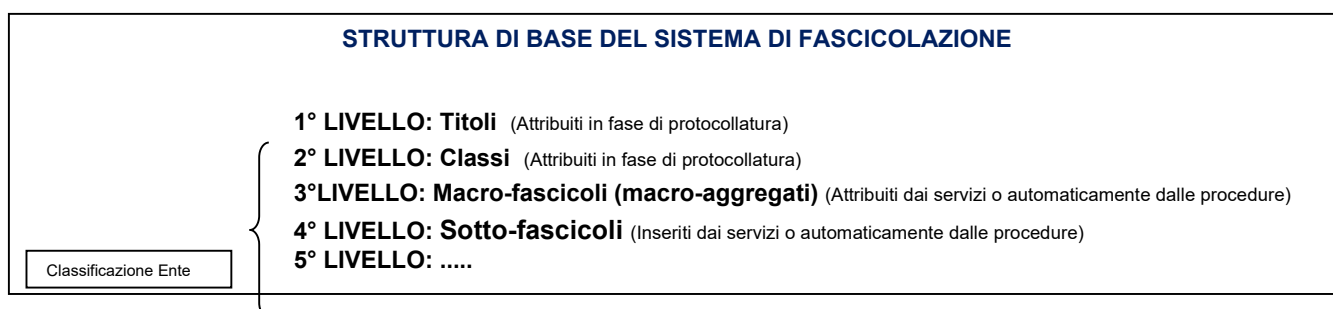 STRUTTURA DI BASE DEL SISTEMA DI FASCICOLAZIONE
1° LIVELLO: Titoli (Attribuiti in fase di protocollatura)
2° LIVELLO: Classi (Attribuiti in fase di protocollatura)
3°LIVELLO: Macro-fascicoli (macro-aggregati) (Attribuiti dai servizi o automaticamente dalle procedure)
4° LIVELLO: Sotto-fascicoli (Inseriti dai servizi o automaticamente dalle procedure)
5° LIVELLO: .....
Classificazione Ente